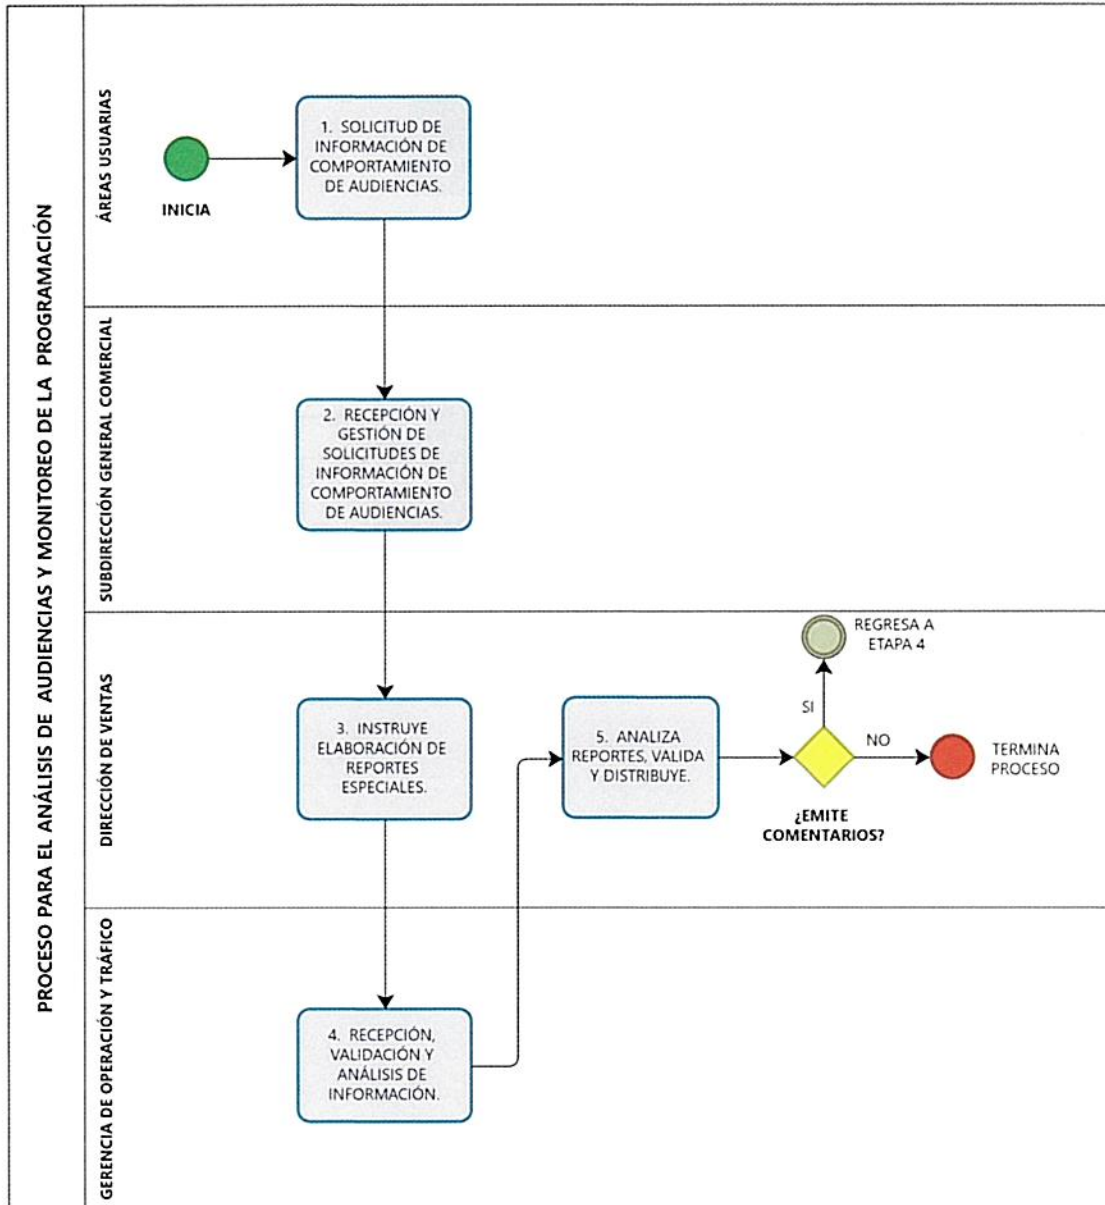 PROCESO PARA EL ANÁLISIS DE AUDIENCIAS Y MONITOREO DE LA PROGRAMACIÓN
ÁREAS USUARIAS
INICIA
1. SOLICITUD DE
INFORMACIÓN DE
COMPORTAMIENTO
DE AUDIENCIAS.
SUBDIRECCIÓN GENERAL COMERCIAL
2. RECEPCIÓN Y
GESTIÓN DE
SOLICITUDES DE
INFORMACIÓN DE
COMPORTAMIENTO
DE AUDIENCIAS.
DIRECCIÓN DE VENTAS
3. INSTRUYE
ELABORACIÓN DE
REPORTES
ESPECIALES.
5. ANALIZA
REPORTES, VALIDA
Y DISTRIBUYE.
¿EMITE
COMENTARIOS?
SI
REGRESA A
ETAPA 4
NO
TERMINA
PROCESO
GERENCIA DE OPERACIÓN Y TRÁFICO
4. RECEPCIÓN,
VALIDACIÓN Y
ANÁLISIS DE
INFORMACIÓN.